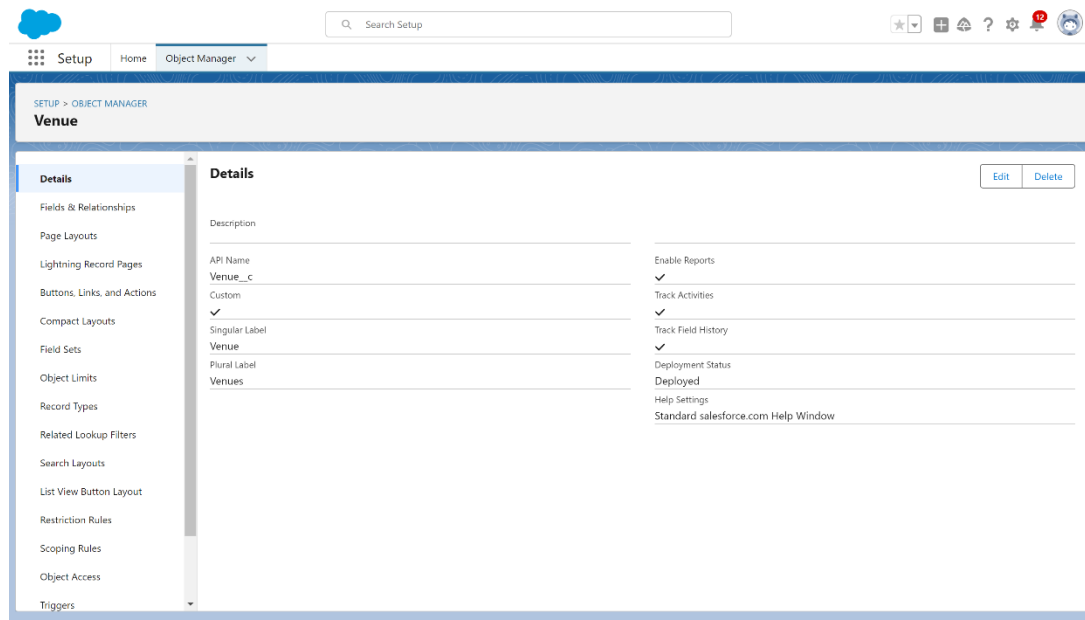 Search Setup
12
Setup
Home
Object Manager
SETUP > OBJECT MANAGER
Venue
Details
Fields & Relationships
Page Layouts
Lightning Record Pages
Buttons, Links, and Actions
Compact Layouts
Field Sets
Object Limits
Record Types
Related Lookup Filters
Search Layouts
List View Button Layout
Restriction Rules
Scoping Rules
Object Access
Triggers
Details
Edit
Delete
Description
API Name
Venue__c
Custom
Singular Label
Venue
Plural Label
Venues
Enable Reports
Track Activities
Track Field History
Deployment Status
Deployed
Help Settings
Standard salesforce.com Help Window